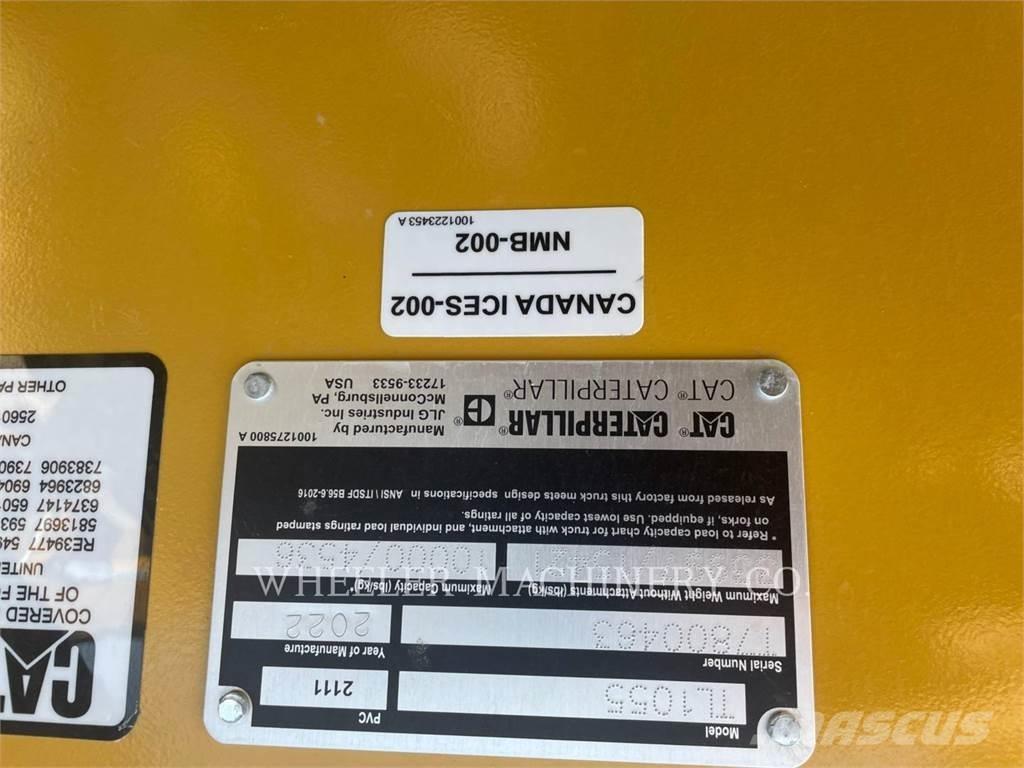 Model
PVC
TL1055
2111
Serial Number
Year of Manufacture
T7800463
2022
Maximum Weight Without Attachments (lbs/kg)
Maximum Capacity (lbs/kg)*
10000/4536
* Refer to load capacity chart for truck with attachment, and individual load ratings stamped
on forks, if equipped. Use lowest capacity of all ratings.
As released from factory this truck meets design specifications in ANSI \ ITSDF B56.6-2016
CAT® CATERPILLAR®
CAT® CATERPILLAR®
1001275800 A
Manufactured by
JLG Industries Inc.
McConnellsburg, PA
17233-9533 USA
CANADA ICES-002
NMB-002
1001223453 A
CAT
COVERED
OF THE
RE39477
5813697
6374147
6823964
7383906
OTHER
WHEELER MACHINERY CO.
MASCUS